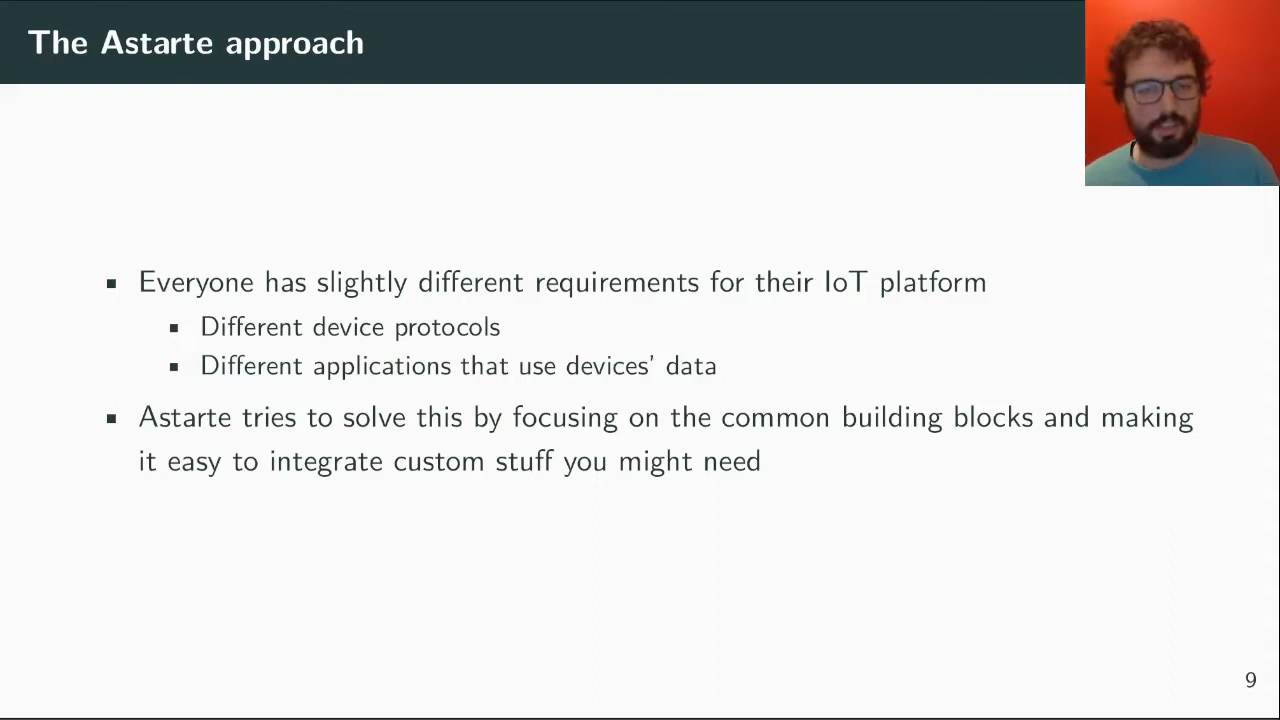 The Astarte approach
▪ Everyone has slightly different requirements for their IoT platform
▪ Different device protocols
▪ Different applications that use devices’ data
▪ Astarte tries to solve this by focusing on the common building blocks and making
it easy to integrate custom stuff you might need
9